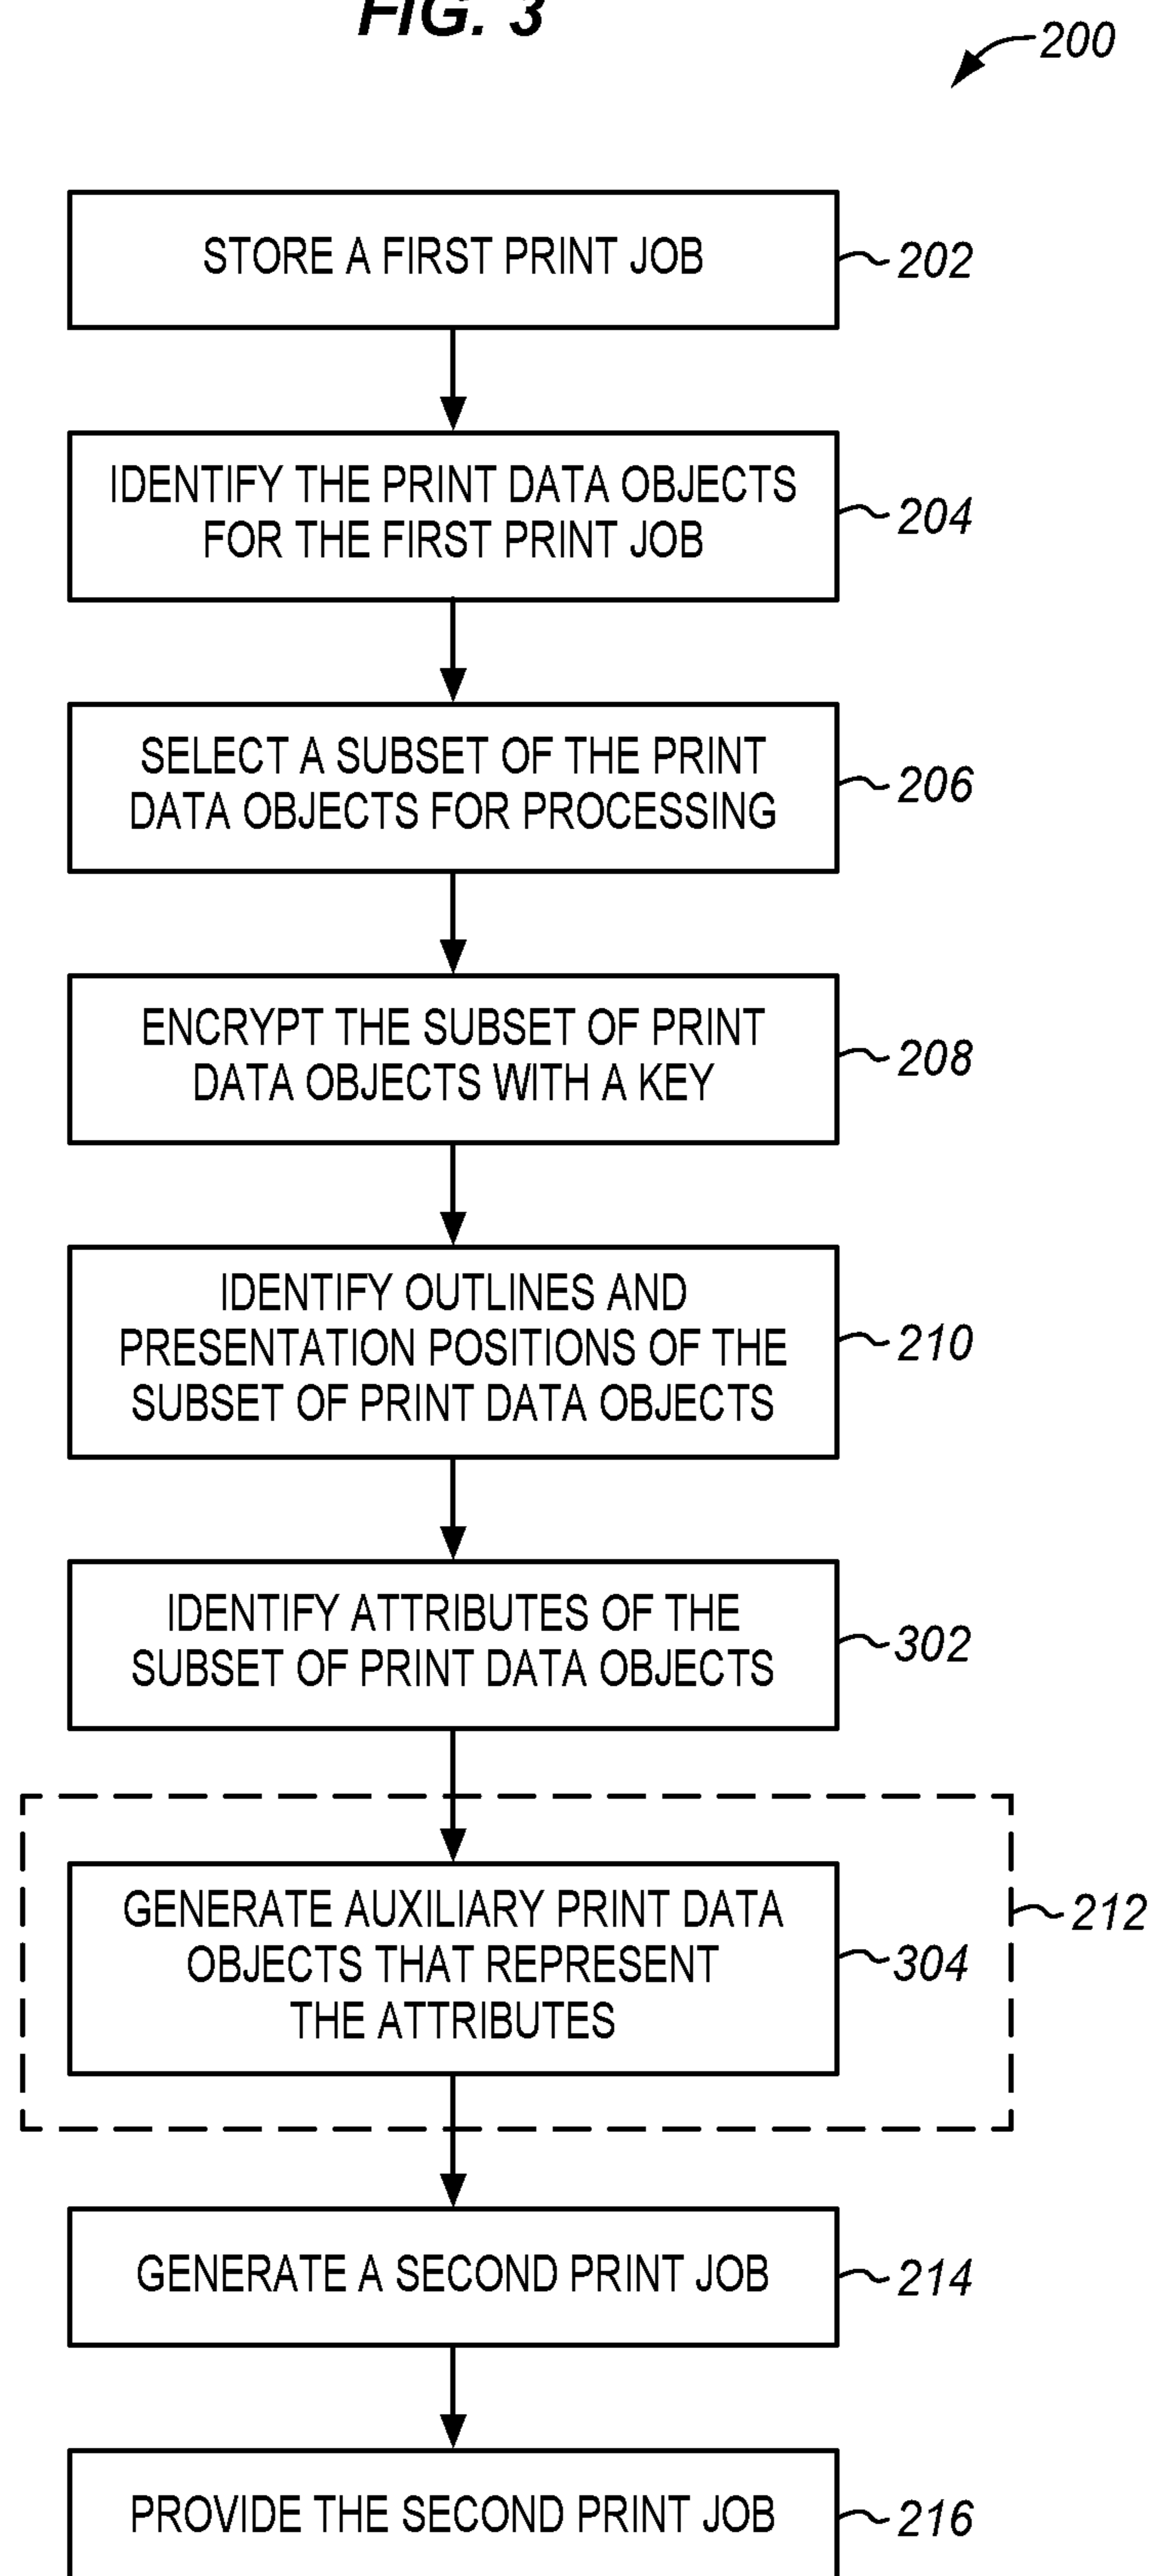 FIG. 3
200
STORE A FIRST PRINT JOB
202
IDENTIFY THE PRINT DATA OBJECTS
FOR THE FIRST PRINT JOB
204
SELECT A SUBSET OF THE PRINT
DATA OBJECTS FOR PROCESSING
206
ENCRYPT THE SUBSET OF PRINT
DATA OBJECTS WITH A KEY
208
IDENTIFY OUTLINES AND
PRESENTATION POSITIONS OF THE
SUBSET OF PRINT DATA OBJECTS
210
IDENTIFY ATTRIBUTES OF THE
SUBSET OF PRINT DATA OBJECTS
302
GENERATE AUXILIARY PRINT DATA
OBJECTS THAT REPRESENT
THE ATTRIBUTES
304
212
GENERATE A SECOND PRINT JOB
214
PROVIDE THE SECOND PRINT JOB
216